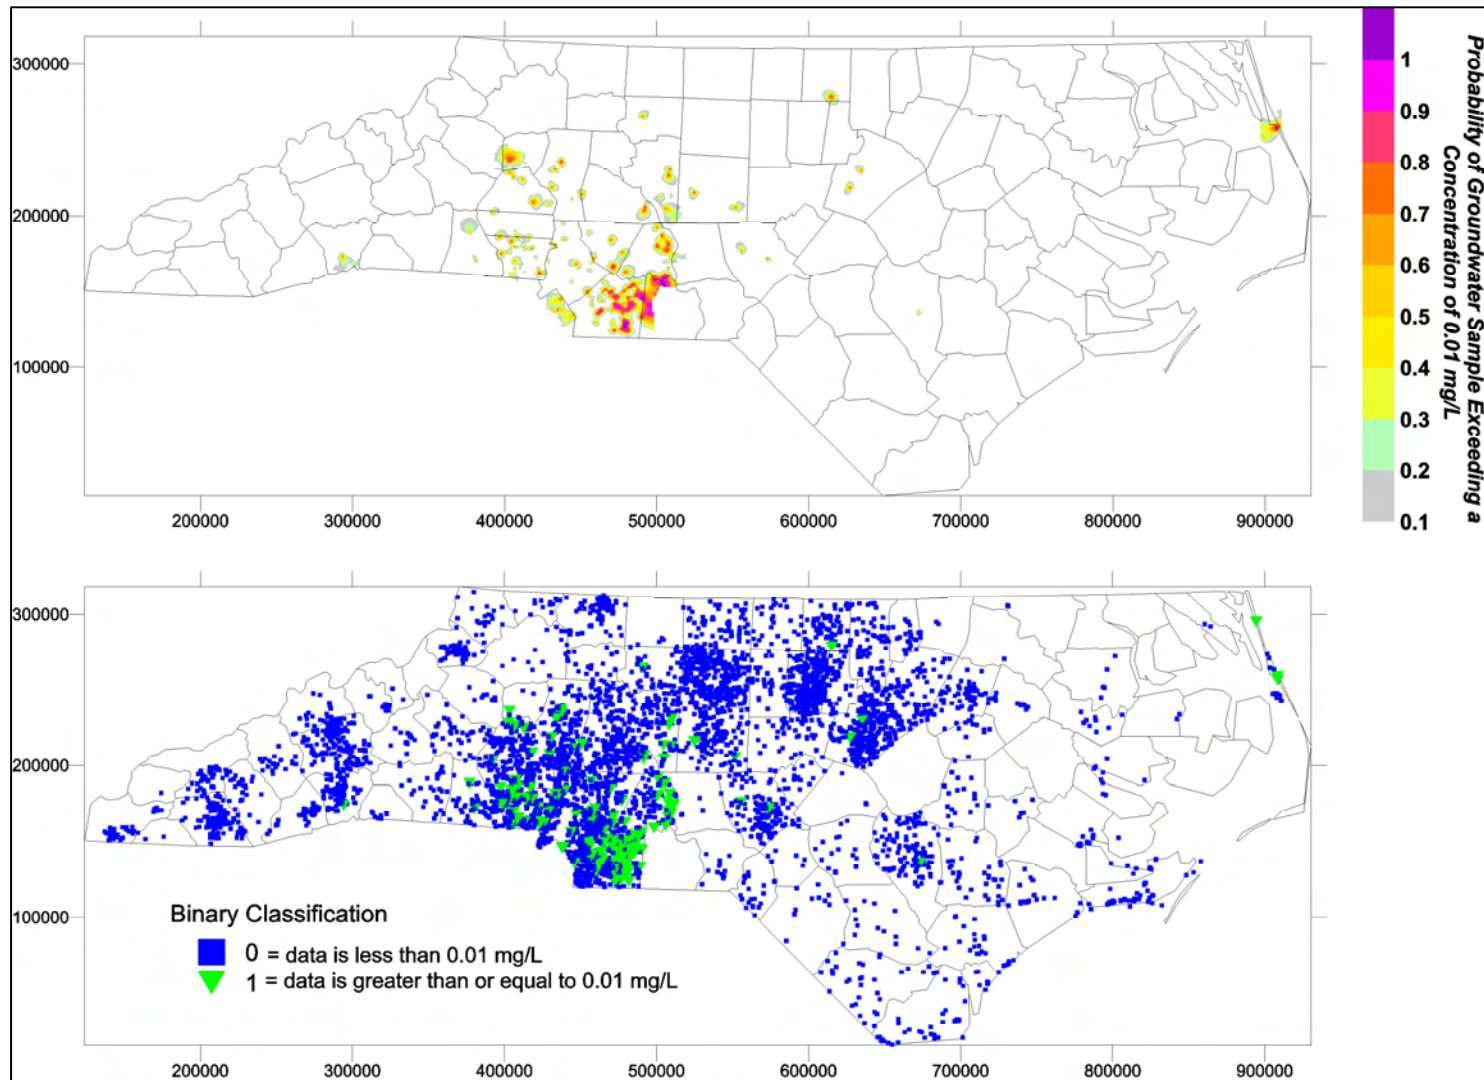 300000
200000
100000
200000 300000 400000 500000 600000 700000 800000 900000
1
0.9
0.8
0.7
0.6
0.5
0.4
0.3
0.2
0.1
Probability of Groundwater Sample Exceeding a
Concentration of 0.01 mg/L
300000
200000
100000
Binary Classification
0 = data is less than 0.01 mg/L
1 = data is greater than or equal to 0.01 mg/L
200000 300000 400000 500000 600000 700000 800000 900000